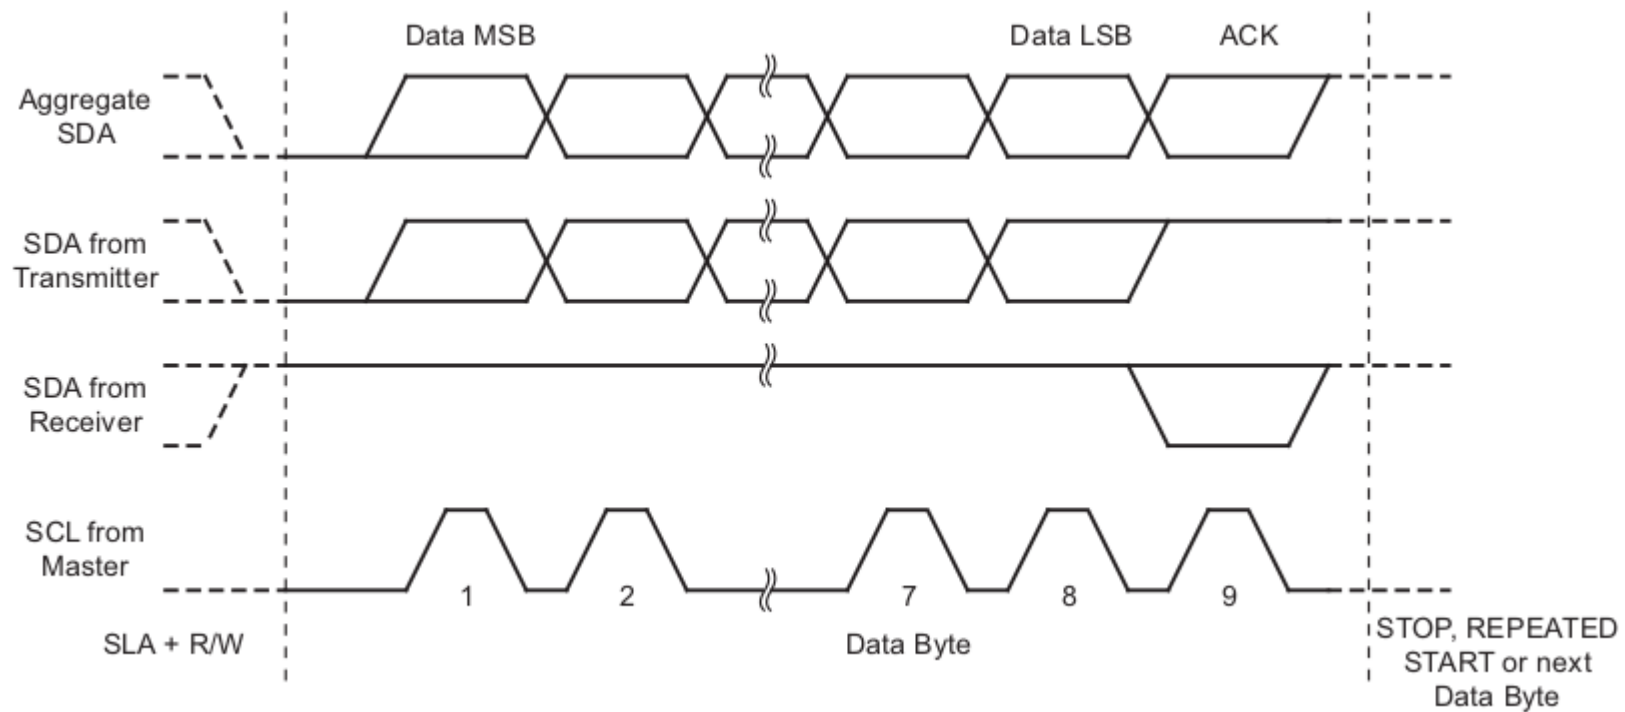 Data MSB
Data LSB
ACK
Aggregate
SDA
SDA from
Transmitter
SDA from
Receiver
SCL from
Master
1
2
7
8
9
SLA + R/W
Data Byte
STOP, REPEATED
START or next
Data Byte